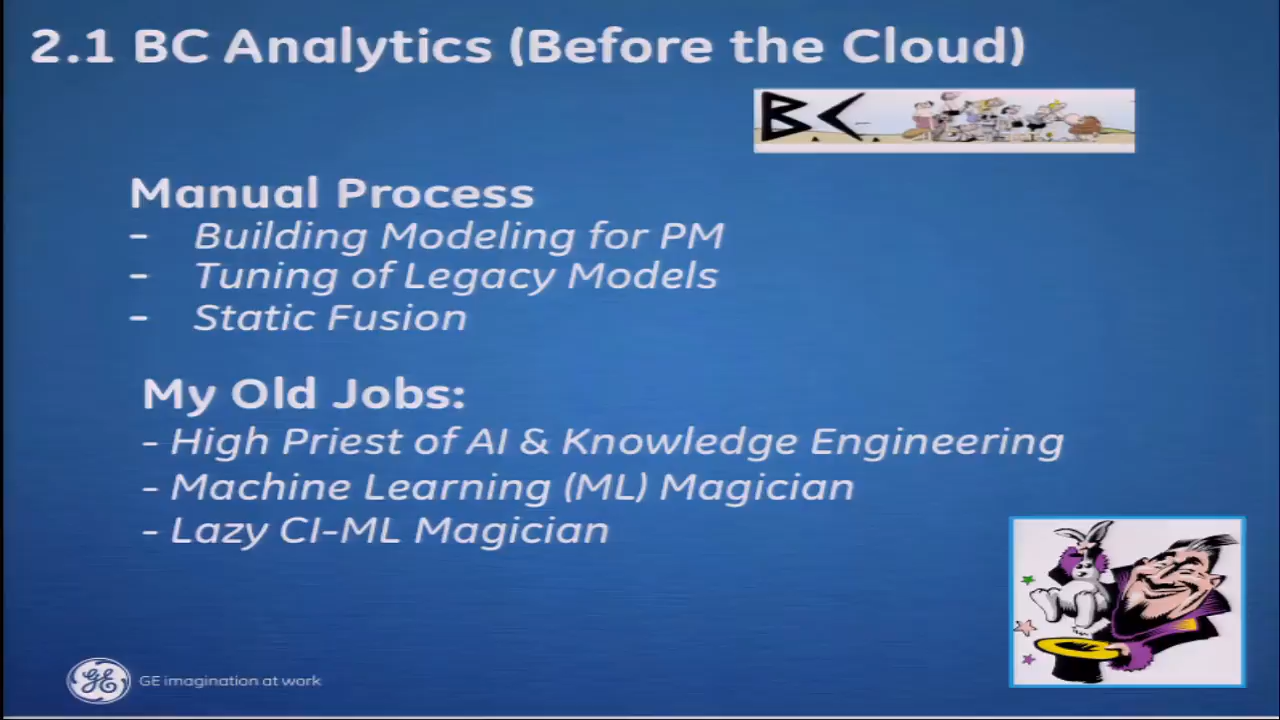 2.1 BC Analytics (Before the Cloud)
BC
Manual Process
- Building Modeling for PM
- Tuning of Legacy Models
- Static Fusion
My Old Jobs:
- High Priest of AI & Knowledge Engineering
- Machine Learning (ML) Magician
- Lazy CI-ML Magician
GE imagination at work